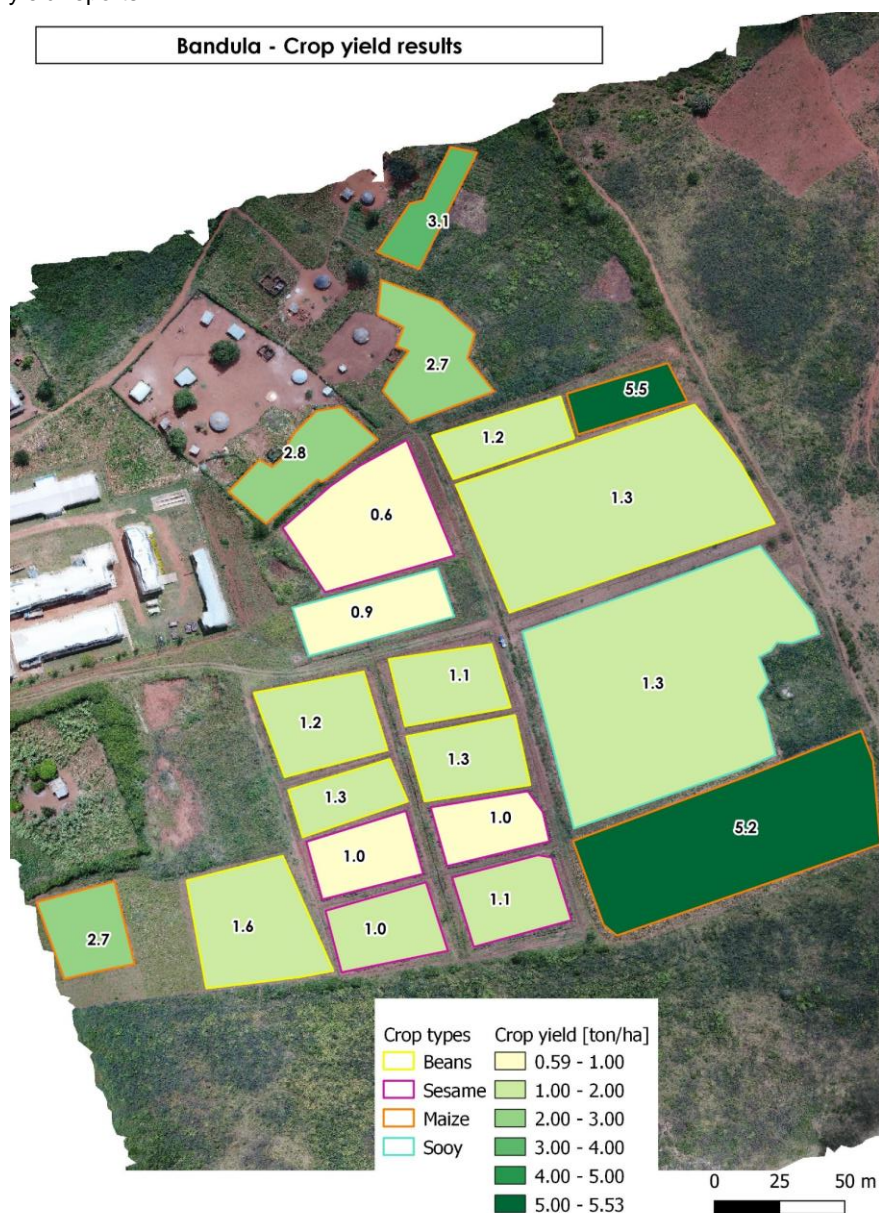 Bandula - Crop yield results
3.1
2.7
5.5
1.2
2.8
1.3
0.6
0.9
1.1
1.3
1.2
1.3
1.3
1.0
1.0
5.2
1.6
1.0
1.1
2.7
Crop types
Beans
Sesame
Maize
Sooy
Crop yield [ton/ha]
0.59 - 1.00
1.00 - 2.00
2.00 - 3.00
3.00 - 4.00
4.00 - 5.00
5.00 - 5.53
0 25 50 m